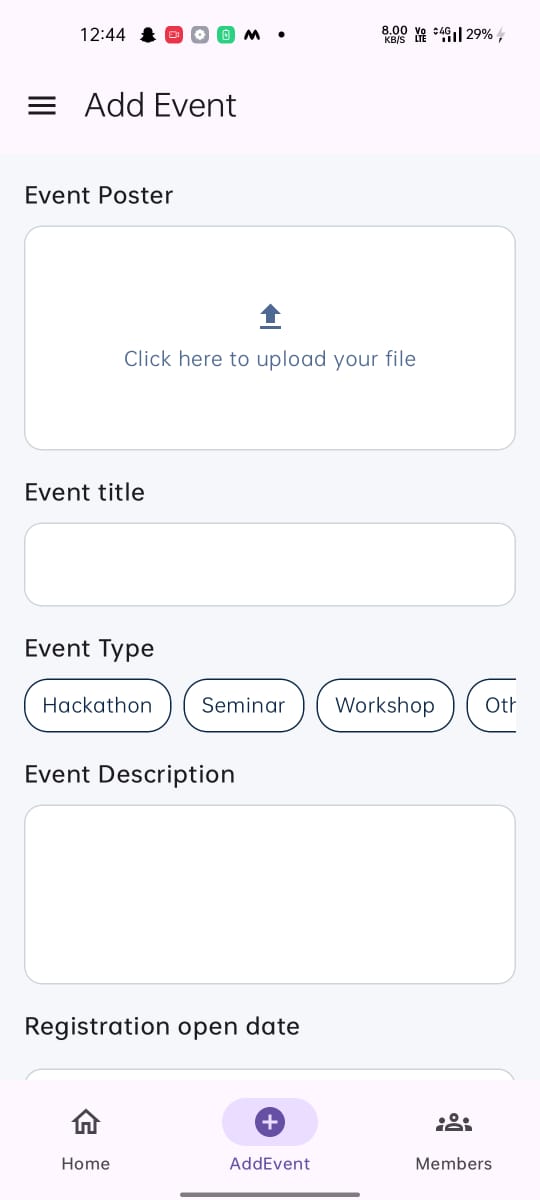 12:44 8.00 KB/S Vo LTE 4G 29%
Add Event
Event Poster
Click here to upload your file
Event title
Event Type
Hackathon Seminar Workshop Oth
Event Description
Registration open date
Home AddEvent Members